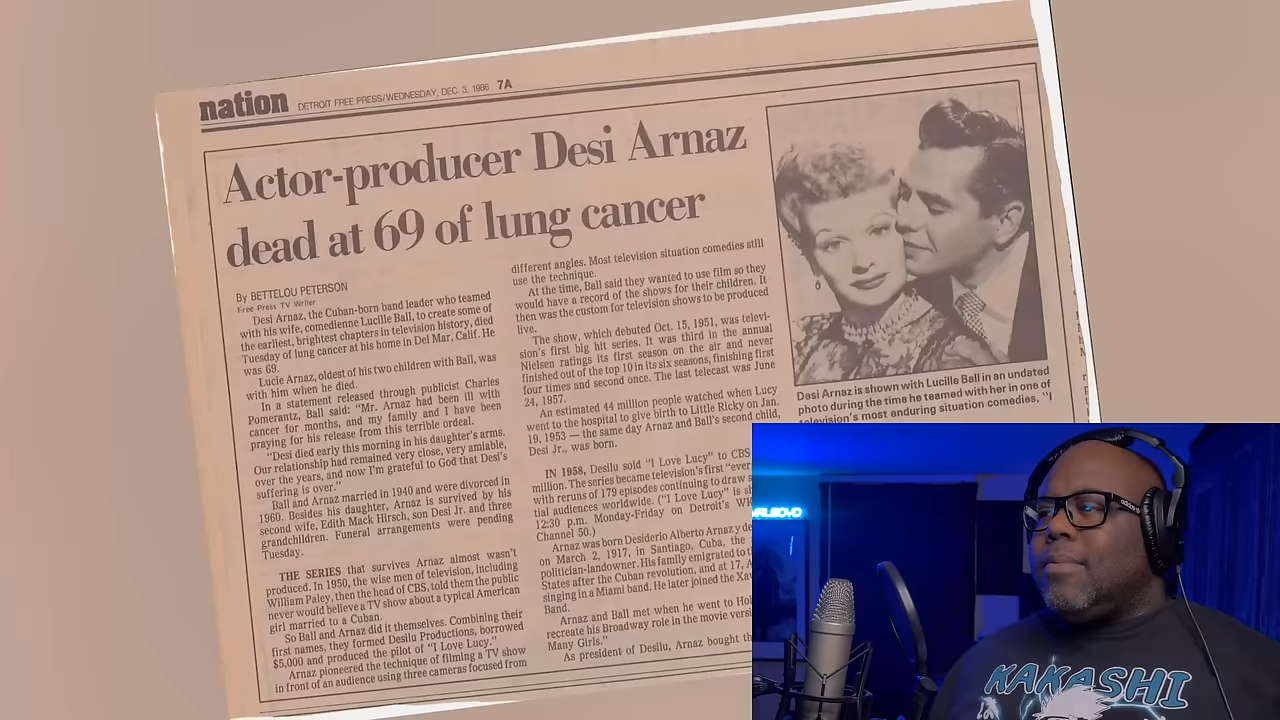 nation DETROIT FREE PRESS/WEDNESDAY, DEC. 3, 1986 7A
Actor-producer Desi Arnaz
dead at 69 of lung cancer
By BETTELOU PETERSON
Free Press TV Writer
Desi Arnaz, the Cuban-born band leader who teamed
with his wife, comedienne Lucille Ball, to create some of
the earliest, brightest chapters in television history, died
Tuesday of lung cancer at his home in Del Mar, Calif. He
was 69.
Lucie Arnaz, oldest of his two children with Ball, was
with him when he died.
In a statement released through publicist Charles
Pomerantz, Ball said: “Mr. Arnaz had been ill with
cancer for months, and my family and I have been
praying for his release from this terrible ordeal.
“Desi died early this morning in his daughter's arms.
Our relationship had remained very close, very amiable,
over the years, and now I'm grateful to God that Desi's
suffering is over.”
Ball and Arnaz married in 1940 and were divorced in
1960. Besides his daughter, Arnaz is survived by his
second wife, Edith Mack Hirsch, son Desi Jr. and three
grandchildren. Funeral arrangements were pending
Tuesday.
THE SERIES that survives Arnaz almost wasn't
produced. In 1950, the wise men of television, including
William Paley, then the head of CBS, told them the public
never would believe a TV show about a typical American
girl married to a Cuban.
So Ball and Arnaz did it themselves. Combining their
first names, they formed Desilu Productions, borrowed
$5,000 and produced the pilot of “I Love Lucy.”
Arnaz pioneered the technique of filming a TV show
in front of an audience using three cameras focused from
different angles. Most television situation comedies still
use the technique.
At the time, Ball said they wanted to use film so they
would have a record of the shows for their children. It
then was the custom for television shows to be produced
live.
The show, which debuted Oct. 15, 1951, was televi-
sion's first big hit series. It was third in the annual
Nielsen ratings its first season on the air and never
finished out of the top 10 in its six seasons, finishing first
four times and second once. The last telecast was June
24, 1957.
An estimated 44 million people watched when Lucy
went to the hospital to give birth to Little Ricky on Jan.
19, 1953 — the same day Arnaz and Ball's second child,
Desi Jr., was born.
IN 1958, Desilu sold “I Love Lucy” to CBS
million. The series became television's first “ever
with reruns of 179 episodes continuing to draw s
tial audiences worldwide. (“I Love Lucy” is sh
12:30 p.m. Monday-Friday on Detroit's WK
Channel 50.)
Arnaz was born Desiderio Alberto Arnaz y de
on March 2, 1917, in Santiago, Cuba, the
politician-landowner. His family emigrated to t
States after the Cuban revolution, and at 17, A
singing in a Miami band. He later joined the Xav
Band.
Arnaz and Ball met when he went to Hol
recreate his Broadway role in the movie versi
Many Girls.”
As president of Desilu, Arnaz bought th
Desi Arnaz is shown with Lucille Ball in an undated
photo during the time he teamed with her in one of
television's most enduring situation comedies, “I
adidas
KAKASHI